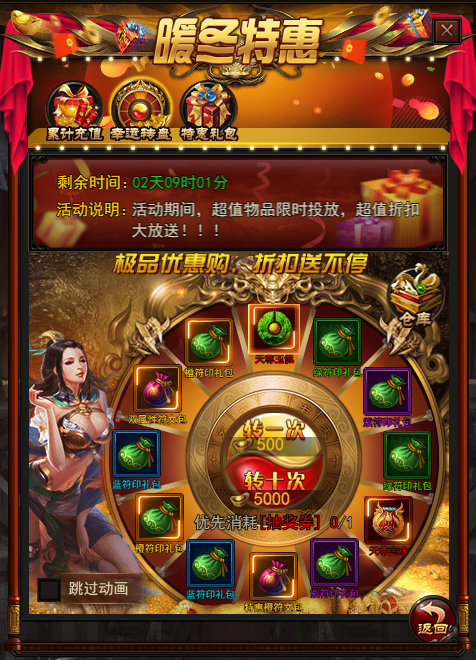 暖冬特惠
累计充值 幸运转盘 特惠礼包
剩余时间：02天09时01分
活动说明：活动期间，超值物品限时投放，超值折扣
大放送！！！
极品优惠购，折扣送不停
仓库
橙符印礼包
绿符印礼包
双属性符文包
紫符印礼包
转一次
500
蓝符印礼包
绿符印礼包
转十次
5000
优先消耗[抽奖券] 0/1
橙符印礼包
蓝符印礼包
特惠橙符文包
紫符印礼包
跳过动画
返回